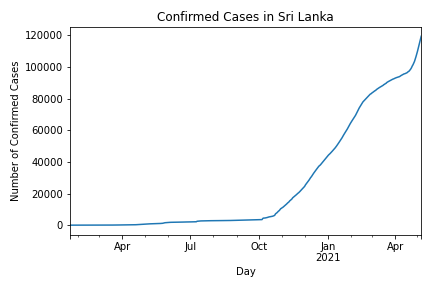 Confirmed Cases in Sri Lanka
120000
100000
80000
60000
40000
20000
0
Number of Confirmed Cases
Apr
Jul
Oct
Jan
2021
Apr
Day